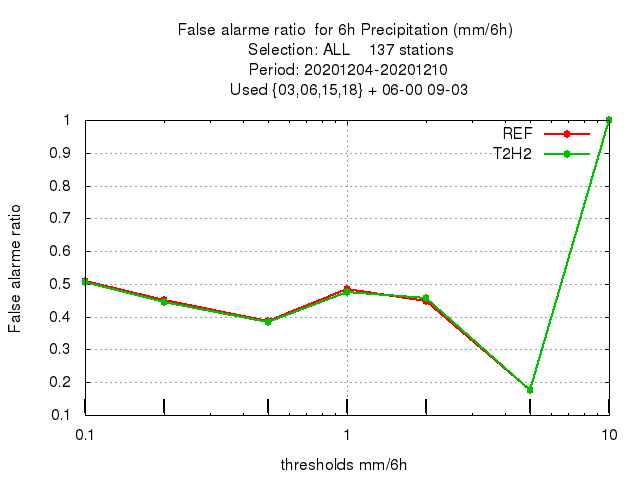 False alarme ratio  for 6h Precipitation (mm/6h)
Selection: ALL    137 stations
Period: 20201204-20201210
Used {03,06,15,18} + 06-00 09-03
REF
T2H2
1
0.9
0.8
0.7
0.6
0.5
0.4
0.3
0.2
0.1
False alarme ratio
0.1 1 10
thresholds mm/6h